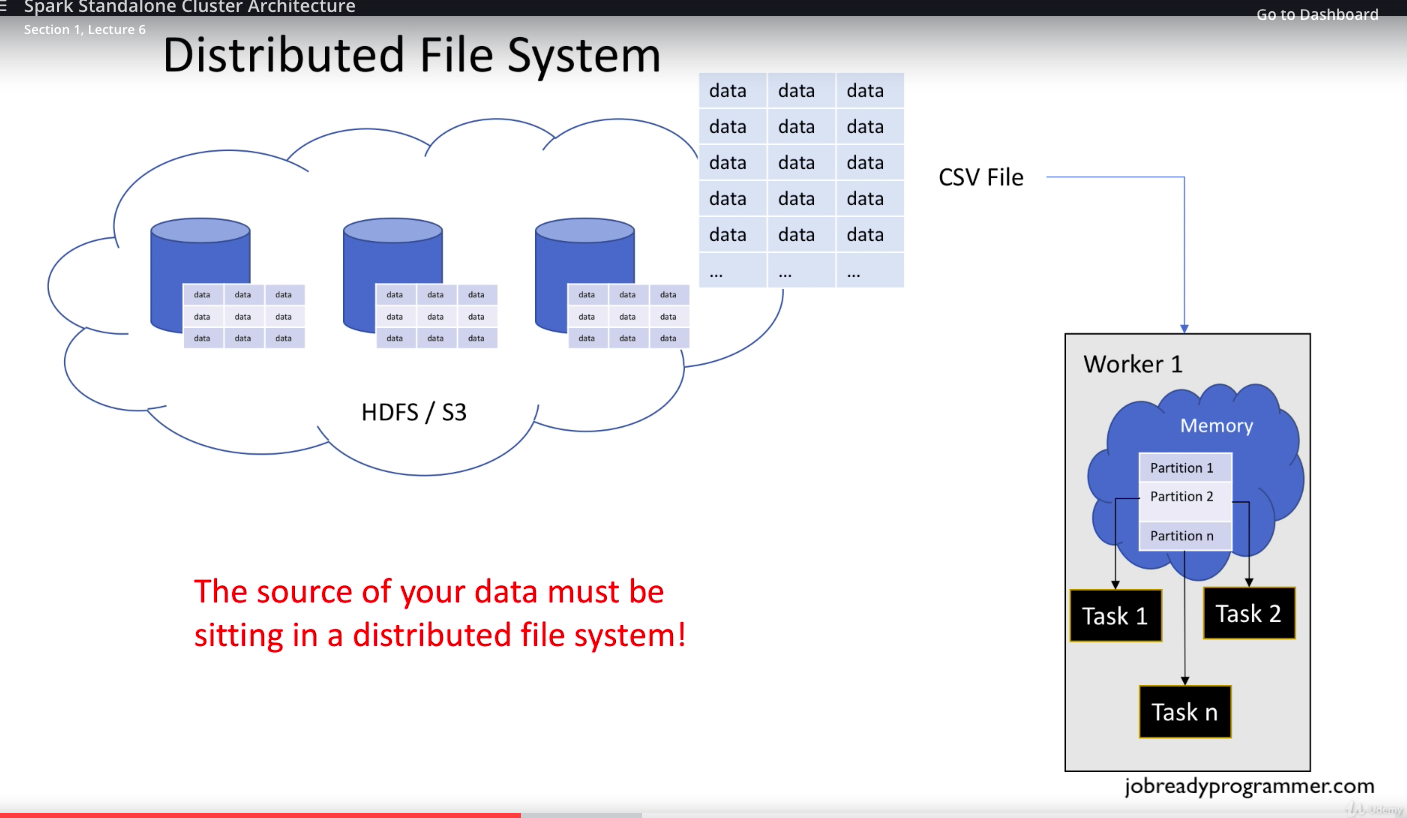 Spark Standalone Cluster Architecture
Go to Dashboard
Section 1, Lecture 6
Distributed File System
data data data
data data data
data data data
data data data
data data data
... ... ...
CSV File
data data data
data data data
data data data
data data data
data data data
data data data
data data data
data data data
data data data
HDFS / S3
The source of your data must be
sitting in a distributed file system!
Worker 1
Memory
Partition 1
Partition 2
Partition n
Task 1
Task 2
Task n
jobreadyprogrammer.com
Udemy